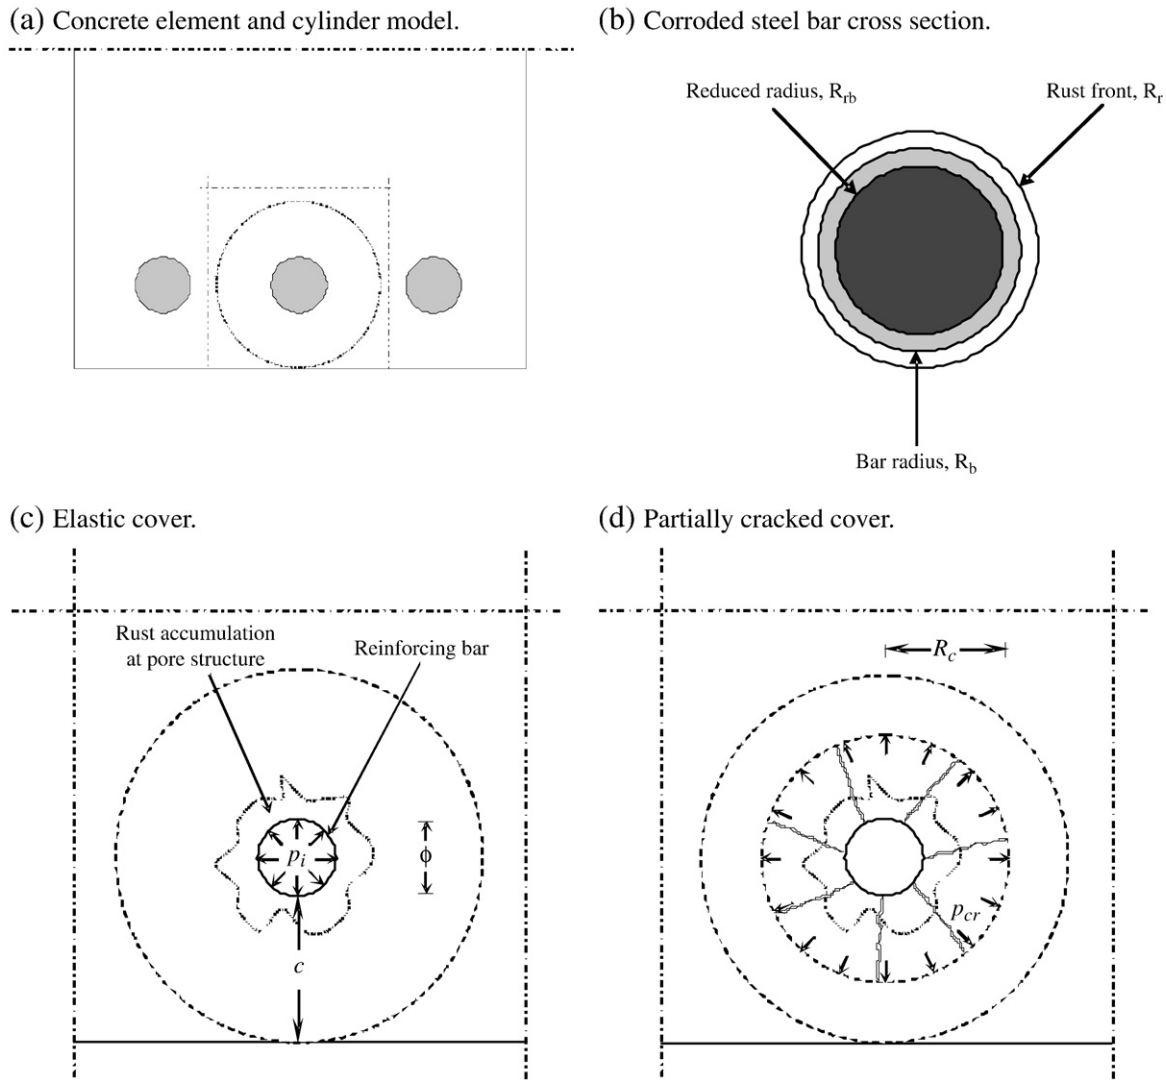 (a) Concrete element and cylinder model.
(b) Corroded steel bar cross section.
Reduced radius, R_rb
Rust front, R_r
Bar radius, R_b
(c) Elastic cover.
Rust accumulation
at pore structure
Reinforcing bar
p_i
ϕ
c
(d) Partially cracked cover.
R_c
p_cr